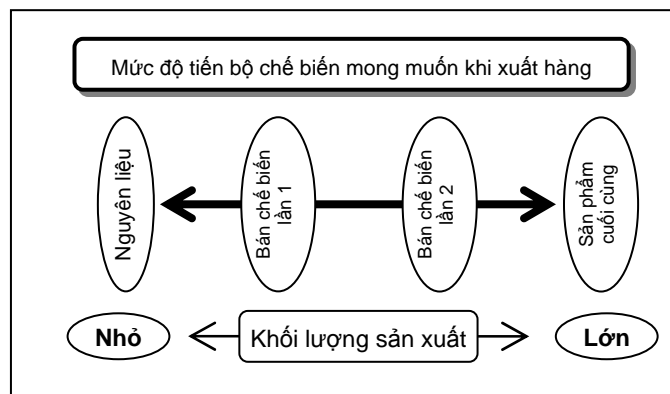 Mức độ tiến bộ chế biến mong muốn khi xuất hàng
Nguyên liệu
Bán chế biến
lần 1
Bán chế biến
lần 2
Sản phẩm
cuối cùng
Nhỏ
Khối lượng sản xuất
Lớn